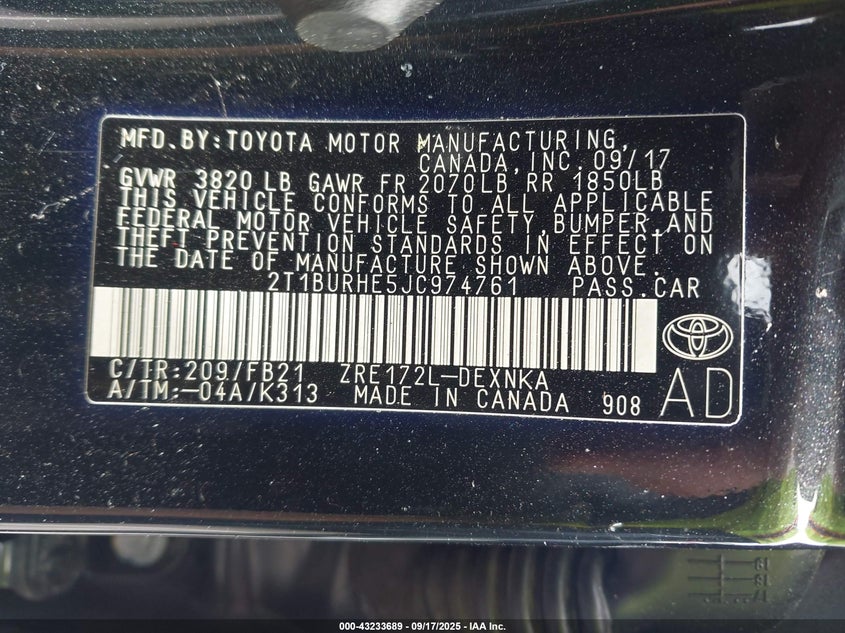 MFD.BY:TOYOTA MOTOR MANUFACTURING,
CANADA,INC. 09/17
GVWR 3820 LB GAWR FR 2070LB RR 1850LB
THIS VEHICLE CONFORMS TO ALL APPLICABLE
FEDERAL MOTOR VEHICLE SAFETY,BUMPER,AND
THEFT PREVENTION STANDARDS IN EFFECT ON
THE DATE OF MANUFACTURE SHOWN ABOVE.
2T1BURHE5JC974761 PASS.CAR
C/TR:209/FB21 ZRE172L-DEXNKA
A/TM:-04A/K313 MADE IN CANADA 908 AD
19
18
17
000-43233689 - 09/17/2025 - IAA Inc.